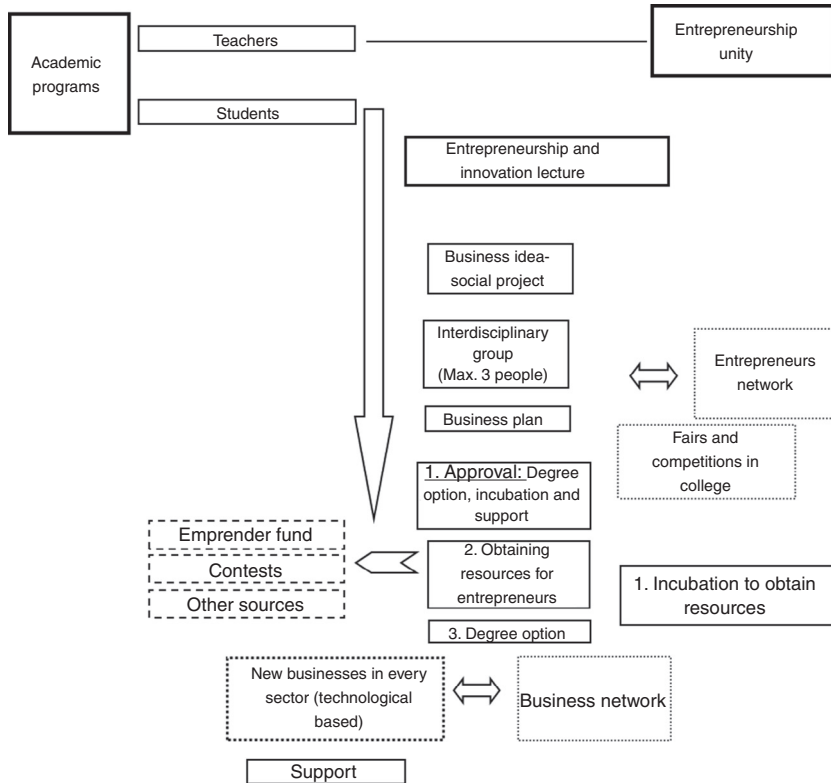 Academic
programs
Teachers
Entrepreneurship
unity
Students
Entrepreneurship and
innovation lecture
Business idea-
social project
Interdisciplinary
group
(Max. 3 people)
Entrepreneurs
network
Business plan
Fairs and
competitions in
college
1. Approval: Degree
option, incubation and
support
Emprender fund
Contests
Other sources
2. Obtaining
resources for
entrepreneurs
1. Incubation to obtain
resources
3. Degree option
New businesses in every
sector (technological
based)
Business network
Support